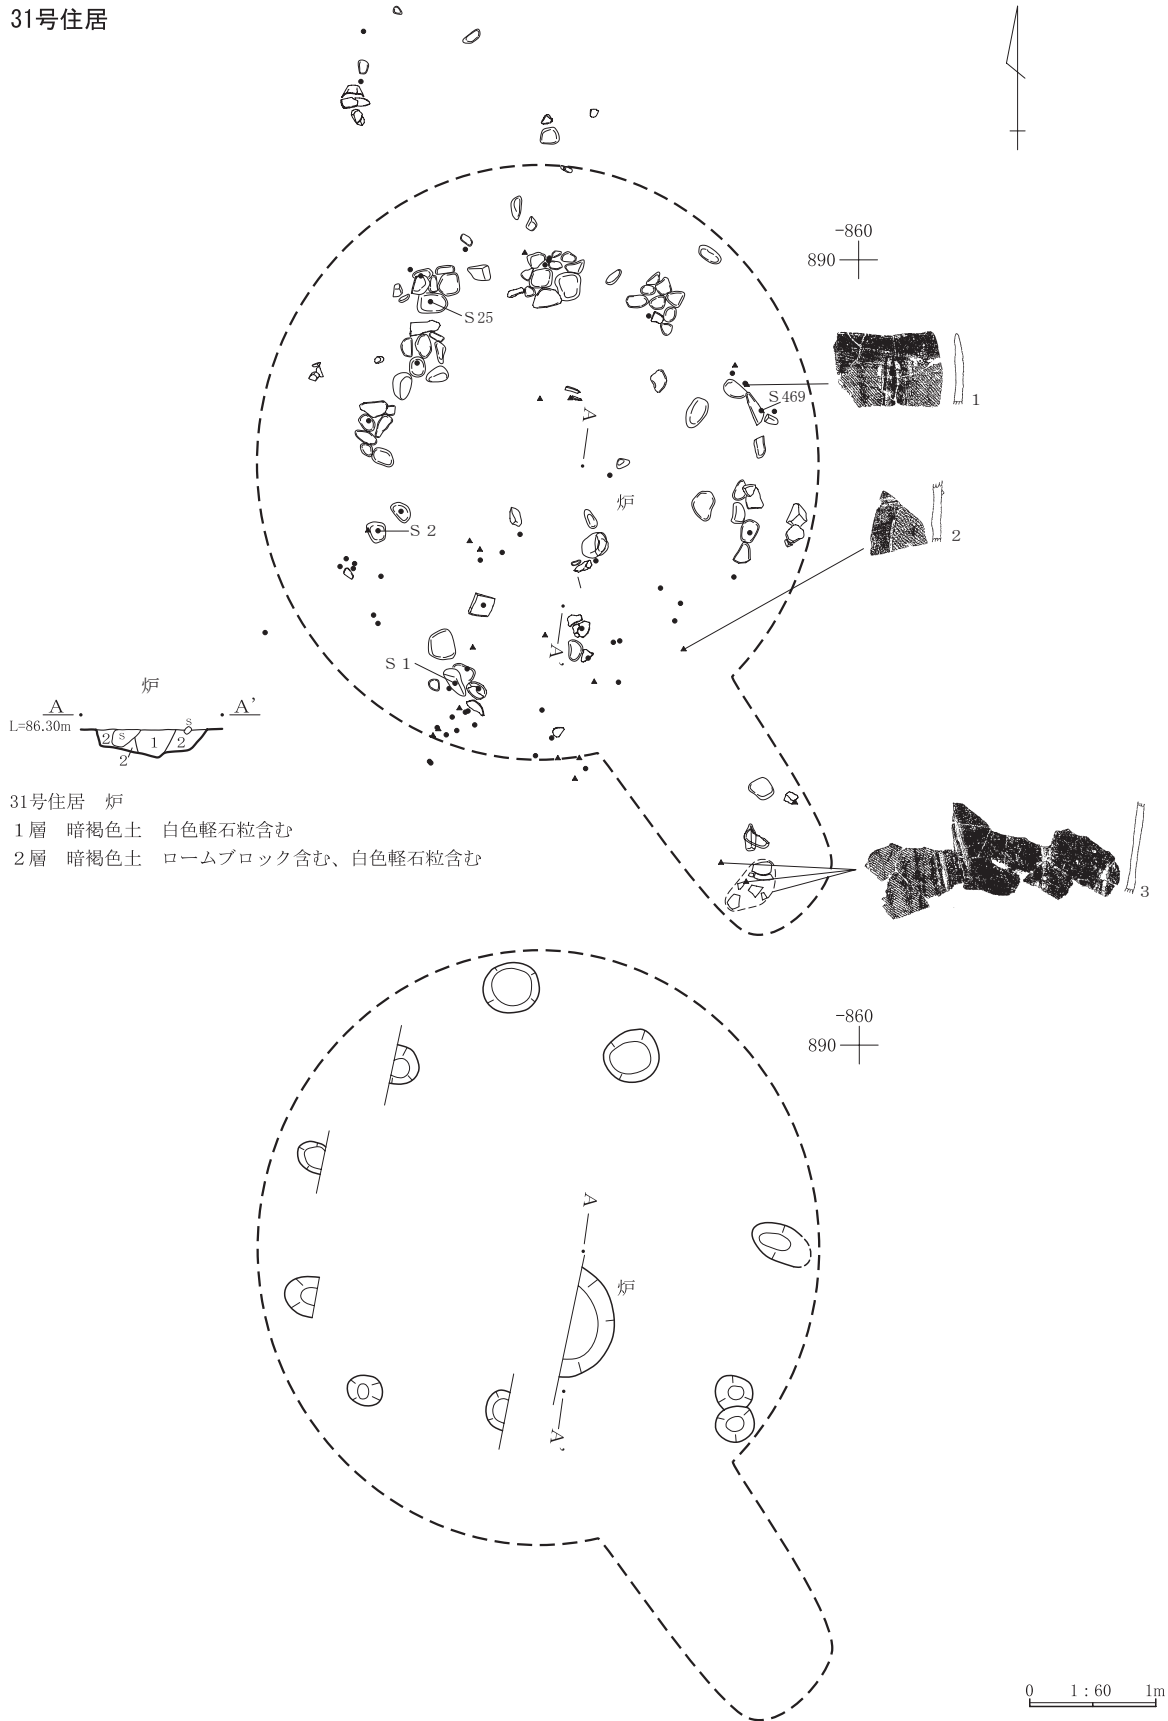 31号住居
-860
890
S 25
A
S 469
1
炉
2
S 2
A'
S 1
炉
A
A'
L=86.30m
2
S
1
2
S
2
31号住居　炉
１層　暗褐色土　白色軽石粒含む
２層　暗褐色土　ロームブロック含む、白色軽石粒含む
3
-860
890
A
炉
A'
0　1：60　1m